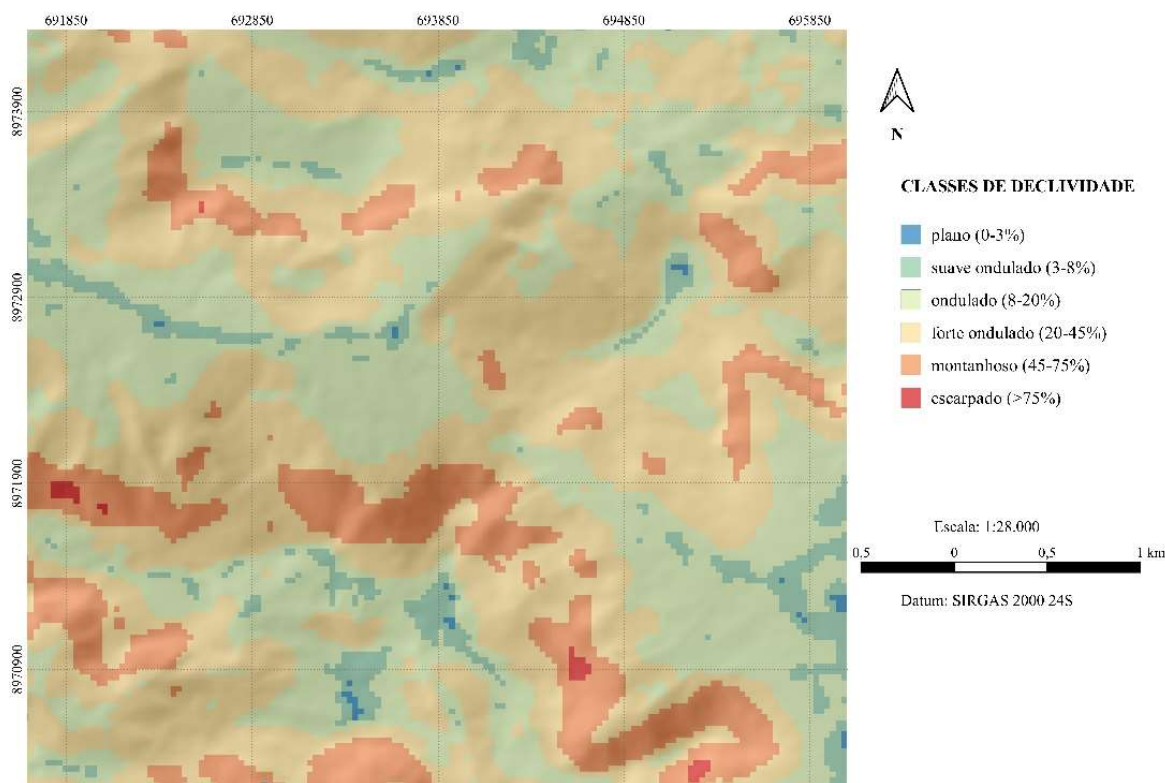 691850 692850 693850 694850 695850
8973900
8972900
8971900
8970900
N
CLASSES DE DECLIVIDADE
plano (0-3%)
suave ondulado (3-8%)
ondulado (8-20%)
forte ondulado (20-45%)
montanhoso (45-75%)
escarpado (>75%)
Escala: 1:28.000
0,5 0 0,5 1 km
Datum: SIRGAS 2000 24S